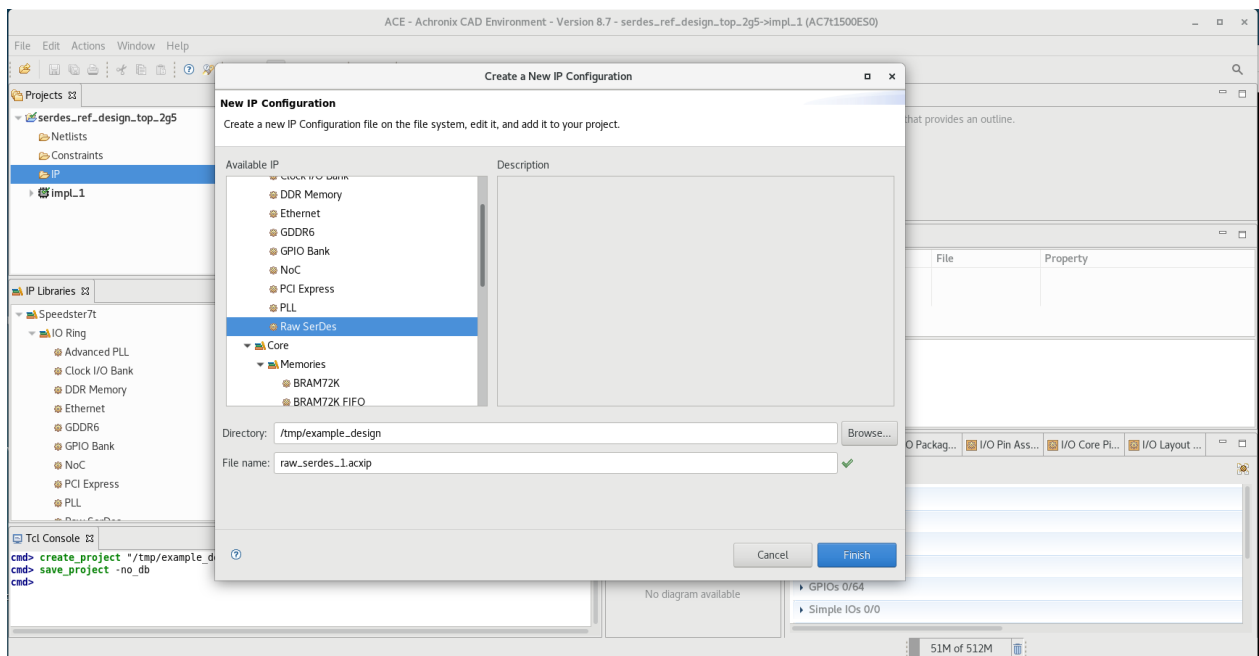 ACE - Achronix CAD Environment - Version 8.7 - serdes_ref_design_top_2g5->impl_1 (AC7t1500ES0)
File Edit Actions Window Help
Projects
serdes_ref_design_top_2g5
Netlists
Constraints
IP
impl_1
IP Libraries
Speedster7t
IO Ring
Advanced PLL
Clock I/O Bank
DDR Memory
Ethernet
GDDR6
GPIO Bank
NoC
PCI Express
PLL
Raw SerDes
Tcl Console
cmd> create_project "/tmp/example_d
cmd> save_project -no_db
cmd>
Create a New IP Configuration
New IP Configuration
Create a new IP Configuration file on the file system, edit it, and add it to your project.
Available IP
Clock I/O Bank
DDR Memory
Ethernet
GDDR6
GPIO Bank
NoC
PCI Express
PLL
Raw SerDes
Core
Memories
BRAM72K
BRAM72K FIFO
Description
Directory: /tmp/example_design Browse...
File name: raw_serdes_1.acxip
Cancel Finish
that provides an outline.
File Property
O Packag... I/O Pin Ass... I/O Core Pi... I/O Layout ...
No diagram available
GPIOs 0/64
Simple IOs 0/0
51M of 512M